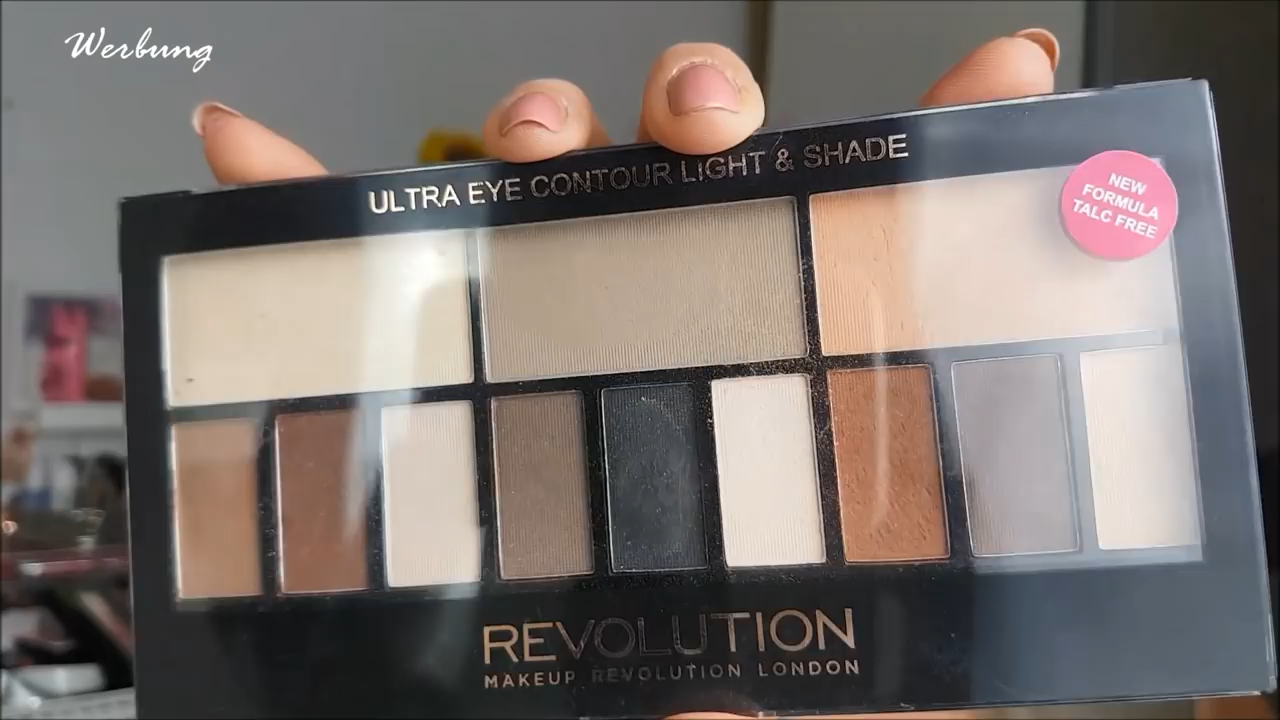 Werbung
ULTRA EYE CONTOUR LIGHT & SHADE
NEW
FORMULA
TALC FREE
REVOLUTION
MAKEUP REVOLUTION LONDON